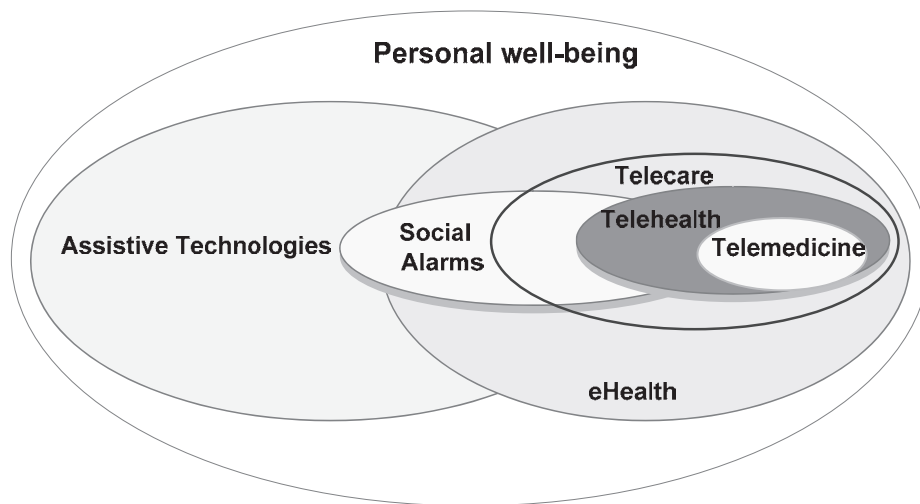 Personal well-being
Telecare
Telehealth
Social
Alarms
Assistive Technologies
Telemedicine
eHealth